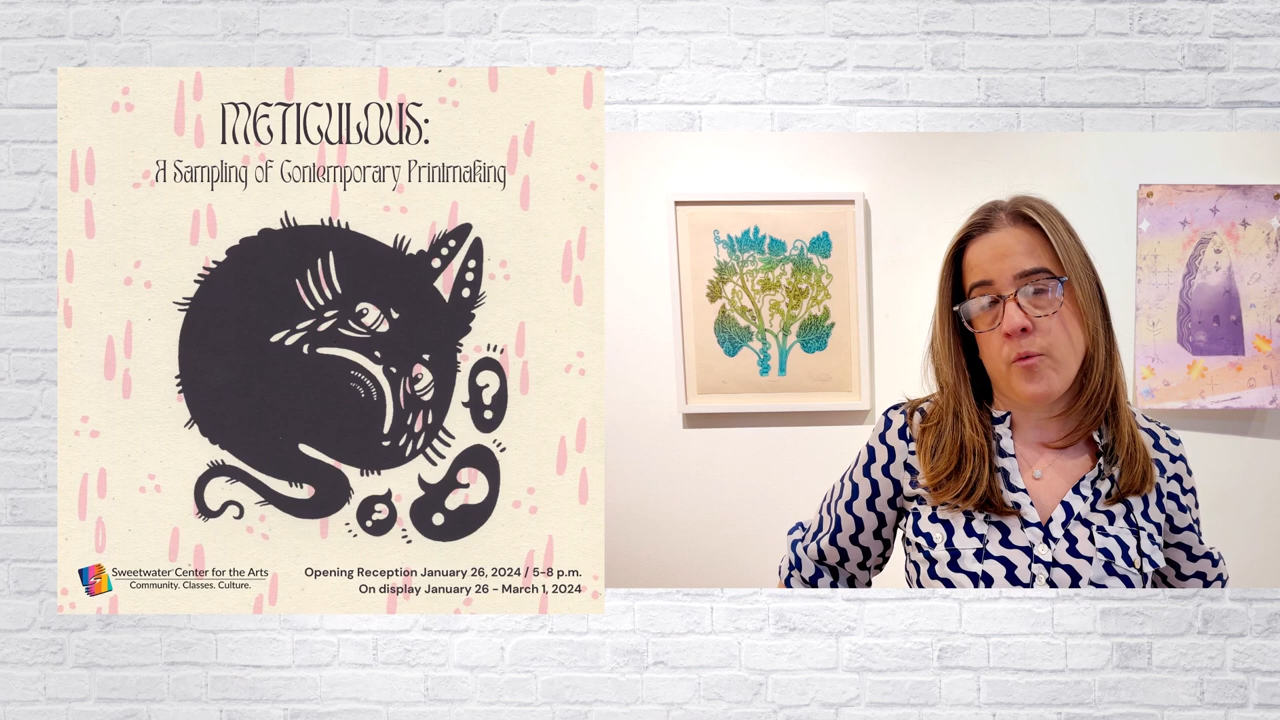 METICULOUS:
A Sampling of Contemporary Printmaking
?
?
?
Sweetwater Center for the Arts
Community. Classes. Culture.
Opening Reception January 26, 2024 / 5-8 p.m.
On display January 26 - March 1, 2024